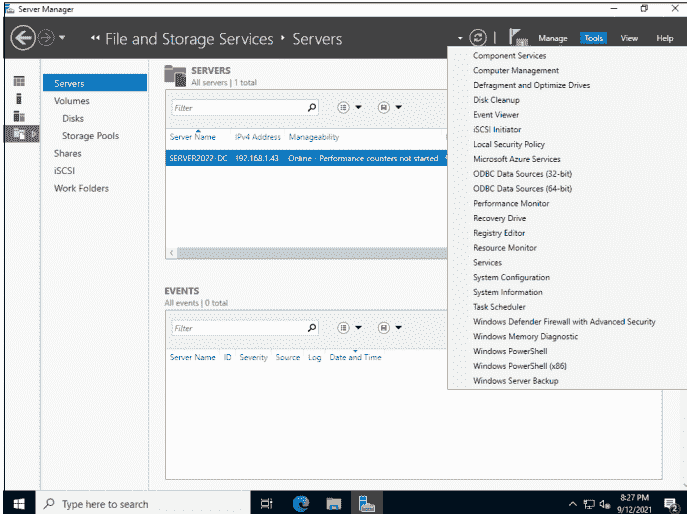 Server Manager
File and Storage Services
Servers
Manage
Tools
View
Help
Servers
Volumes
Disks
Storage Pools
Shares
iSCSI
Work Folders
SERVERS
All servers | 1 total
Filter
Server Name IPv4 Address Manageability
SERVER2022-DC 192.168.1.43 Online - Performance counters not started
EVENTS
All events | 0 total
Filter
Server Name ID Severity Source Log Date and Time
Component Services
Computer Management
Defragment and Optimize Drives
Disk Cleanup
Event Viewer
iSCSI Initiator
Local Security Policy
Microsoft Azure Services
ODBC Data Sources (32-bit)
ODBC Data Sources (64-bit)
Performance Monitor
Recovery Drive
Registry Editor
Resource Monitor
Services
System Configuration
System Information
Task Scheduler
Windows Defender Firewall with Advanced Security
Windows Memory Diagnostic
Windows PowerShell
Windows PowerShell (x86)
Windows Server Backup
Type here to search
8:27 PM
9/12/2021
2